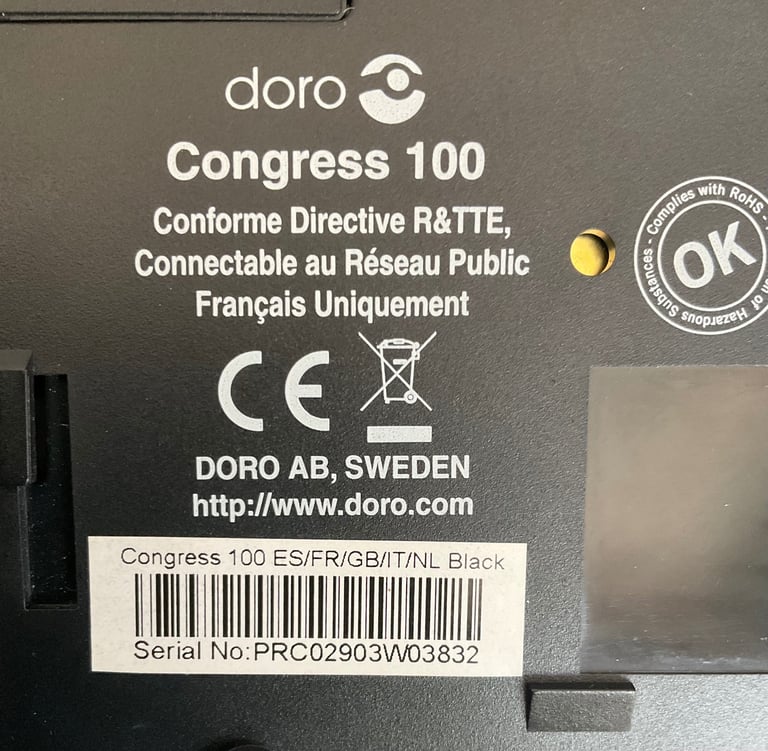 doro
Congress 100
Conforme Directive R&TTE,
Connectable au Réseau Public
Français Uniquement
Complies with RoHS -
of Hazardous Substances -
OK
CE
DORO AB, SWEDEN
http://www.doro.com
Congress 100 ES/FR/GB/IT/NL Black
Serial No:PRC02903W03832